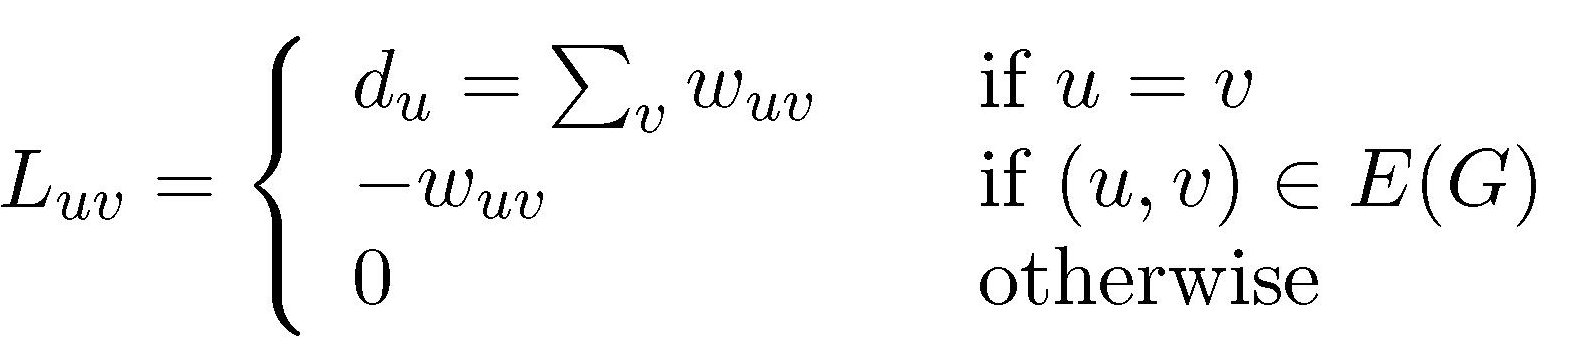 d_u = ∑_v w_{uv} if u = v
L_{uv} = { −w_{uv} if (u, v) ∈ E(G)
0 otherwise